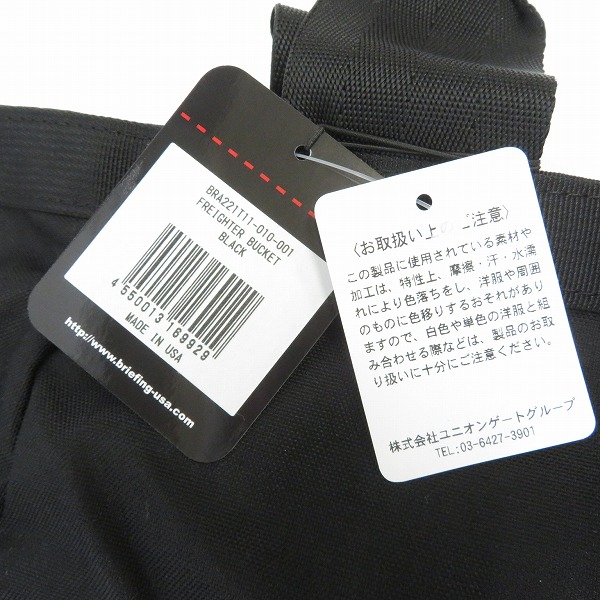 BRA221T11-010-001
FREIGHTER BUCKET
BLACK
4 550013 169929
MADE IN USA
http://www.briefing-usa.com
〈お取扱い上のご注意〉
この製品に使用されている素材や
加工は、特性上、摩擦・汗・水濡
れにより色落ちをし、洋服や周囲
のものに色移りするおそれがあり
ますので、白色や単色の洋服と組
み合わせる際などは、製品のお取
り扱いに十分にご注意ください。
株式会社ユニオンゲートグループ
TEL:03-6427-3901